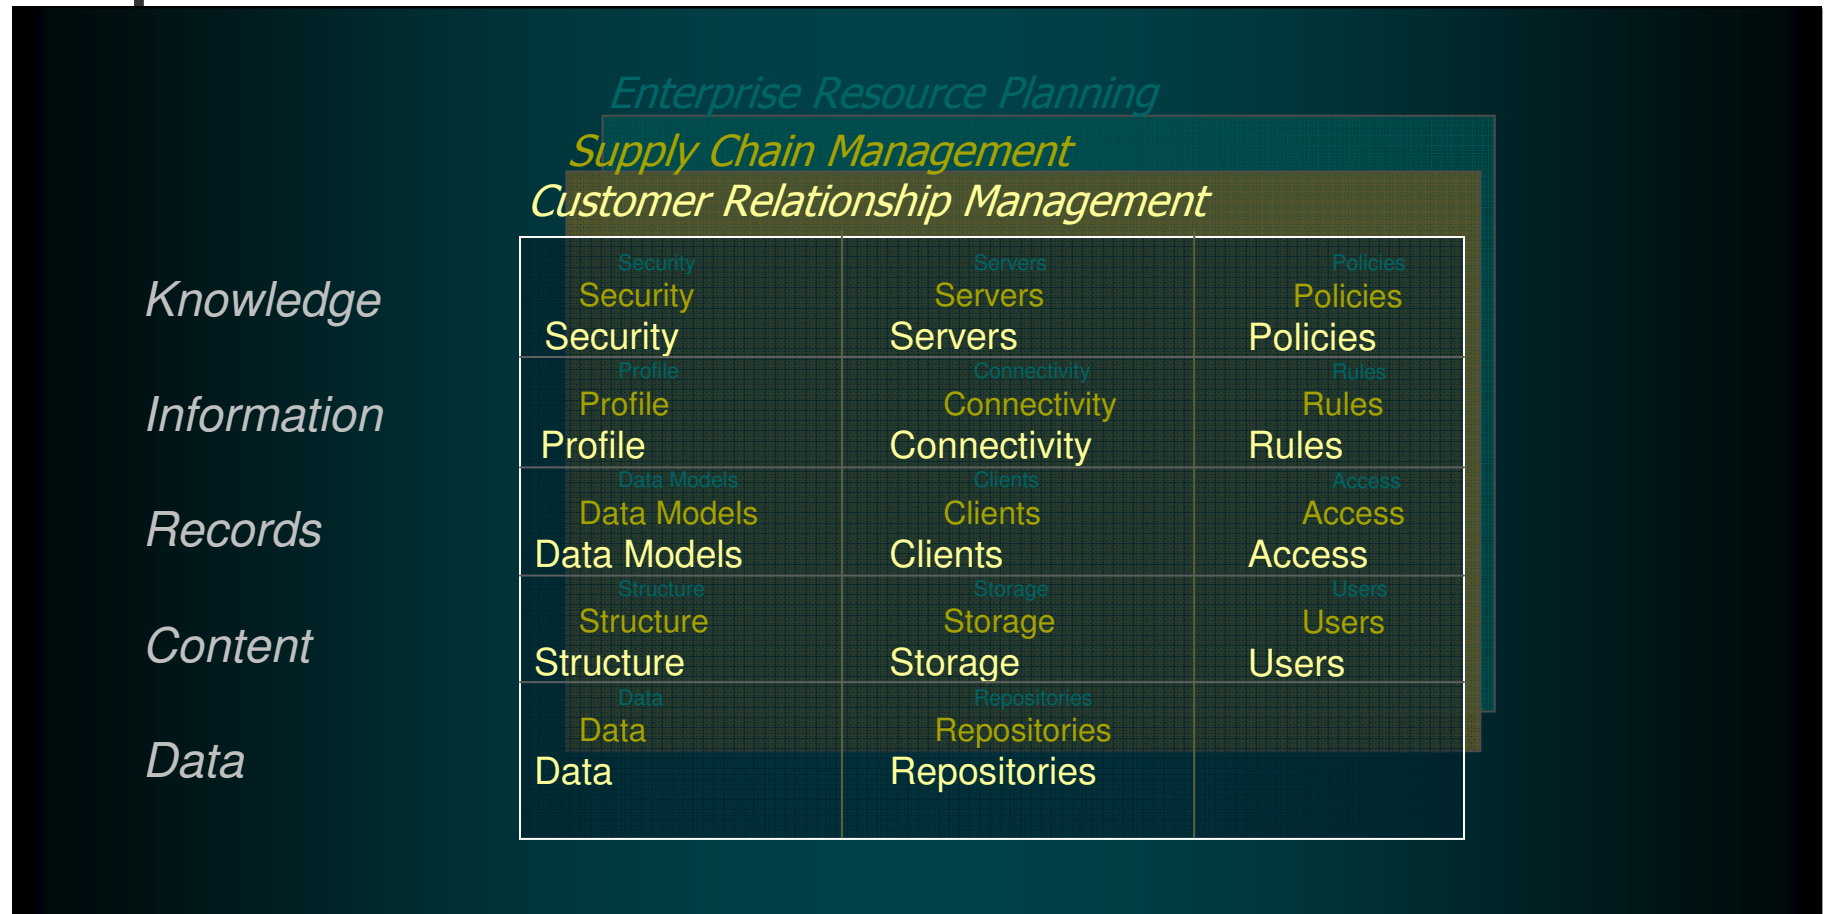 Enterprise Resource Planning
Supply Chain Management
Customer Relationship Management
Knowledge
Information
Records
Content
Data
Security Servers Policies
Security Servers Policies
Security Servers Policies
Profile Connectivity Rules
Profile Connectivity Rules
Profile Connectivity Rules
Data Models Clients Access
Data Models Clients Access
Data Models Clients Access
Structure Storage Users
Structure Storage Users
Structure Storage Users
Data Repositories
Data Repositories
Data Repositories